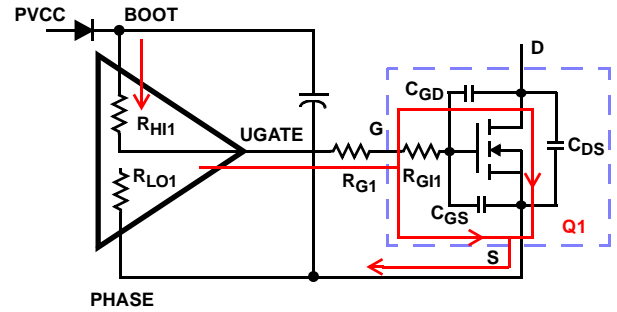 PVCC
BOOT
D
CGD
RHI1
UGATE
G
CDS
RLO1
RG1
RGI1
CGS
Q1
S
PHASE